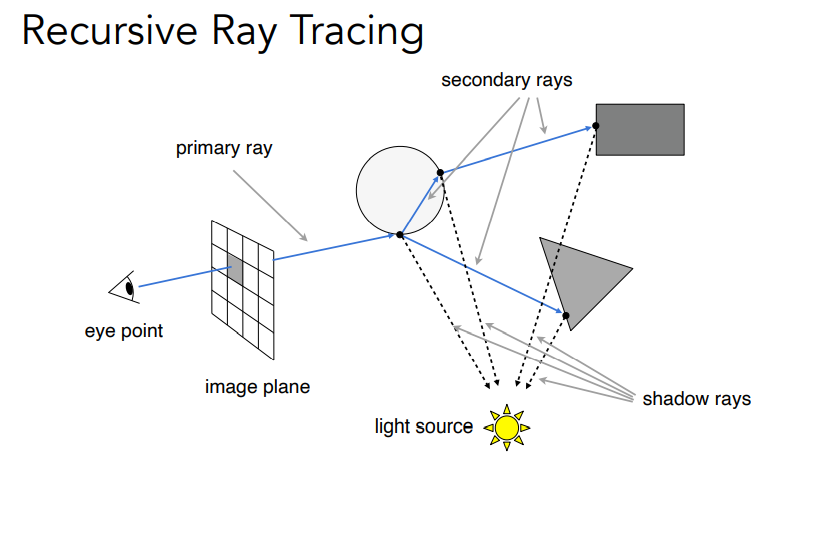 Recursive Ray Tracing
secondary rays
primary ray
eye point
image plane
shadow rays
light source